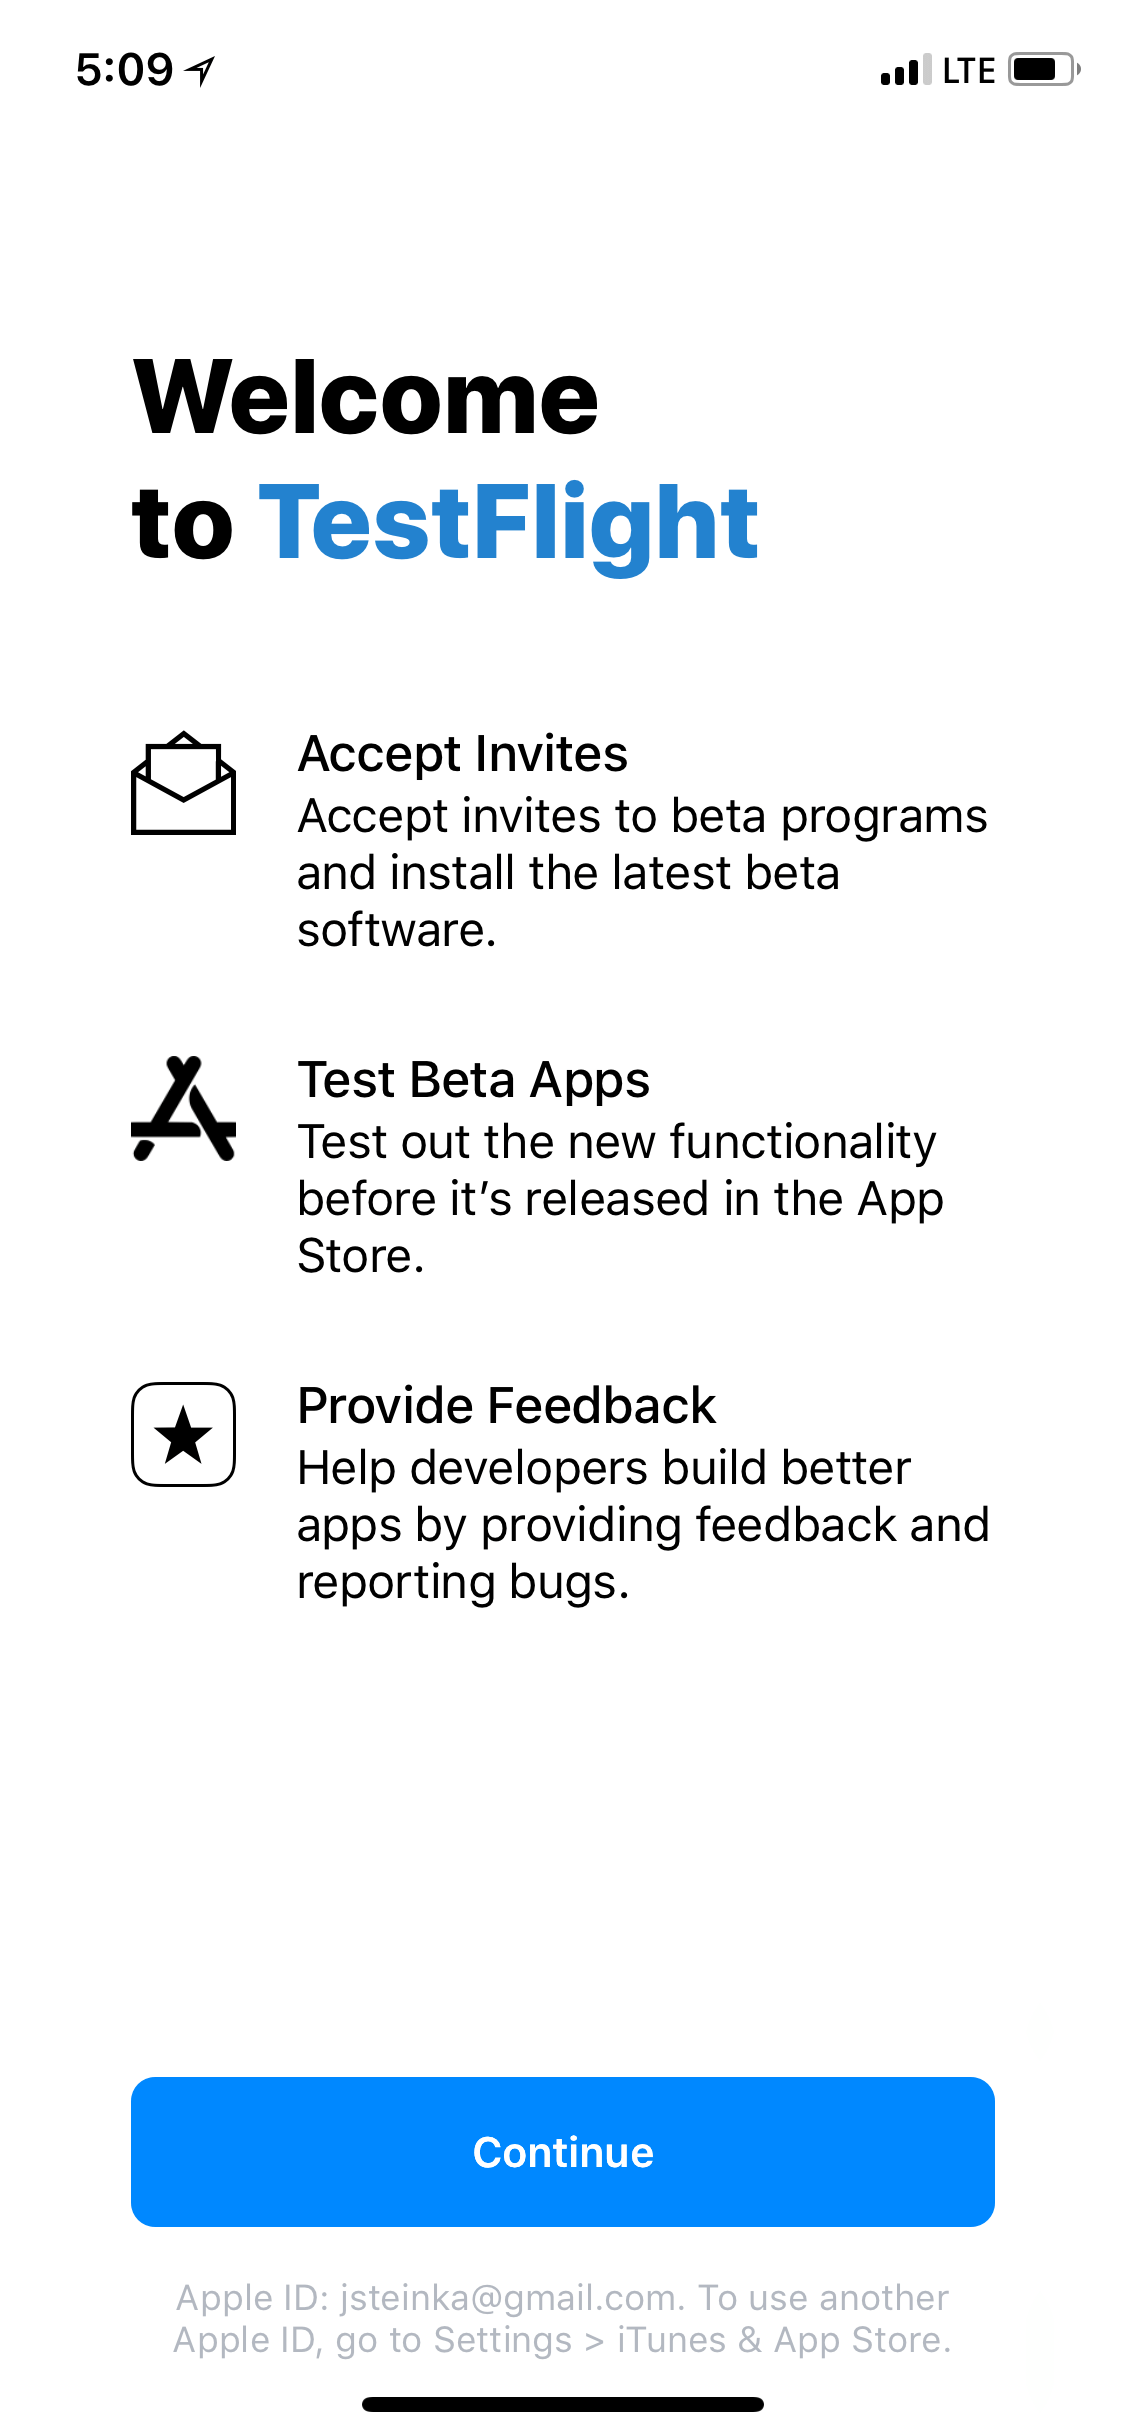 5:09 LTE
Welcome
to TestFlight
Accept Invites
Accept invites to beta programs
and install the latest beta
software.
Test Beta Apps
Test out the new functionality
before it’s released in the App
Store.
Provide Feedback
Help developers build better
apps by providing feedback and
reporting bugs.
Continue
Apple ID: jsteinka@gmail.com. To use another
Apple ID, go to Settings > iTunes & App Store.